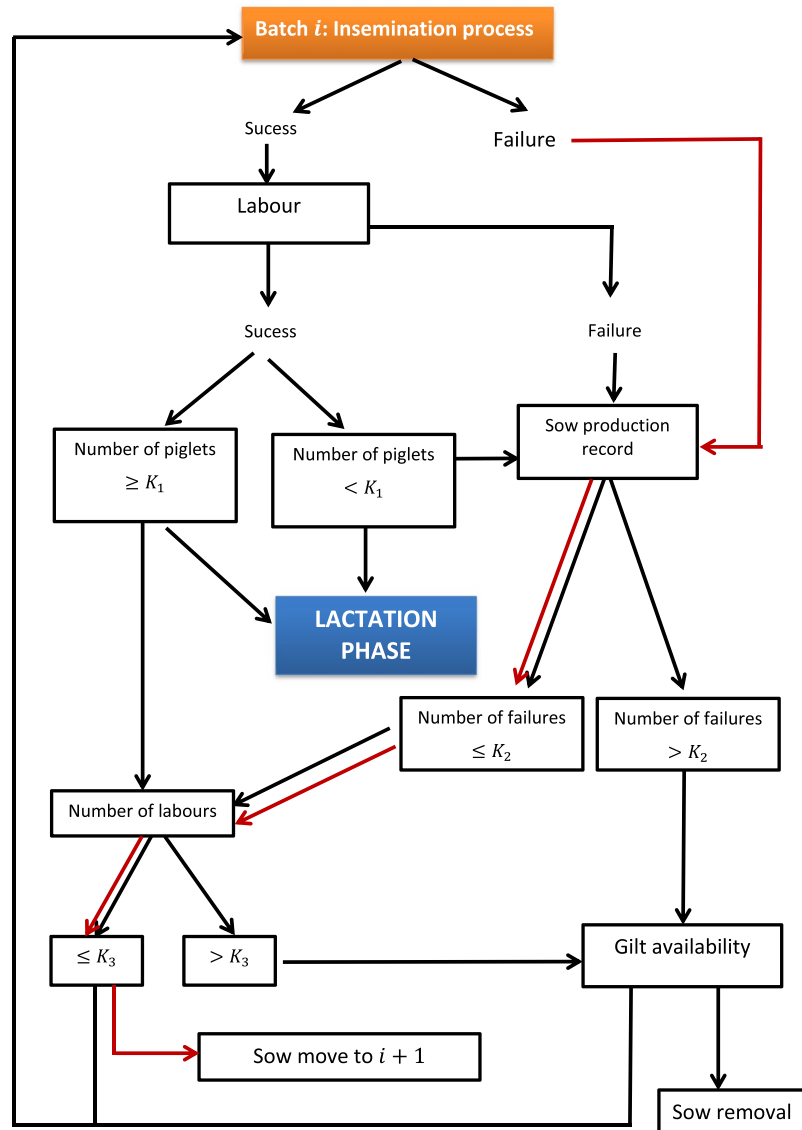 Batch i: Insemination process
Sucess
Failure
Labour
Sucess
Failure
Number of piglets
≥ K₁
Number of piglets
< K₁
Sow production
record
LACTATION
PHASE
Number of failures
≤ K₂
Number of failures
> K₂
Number of labours
≤ K₃
> K₃
Gilt availability
Sow move to i + 1
Sow removal